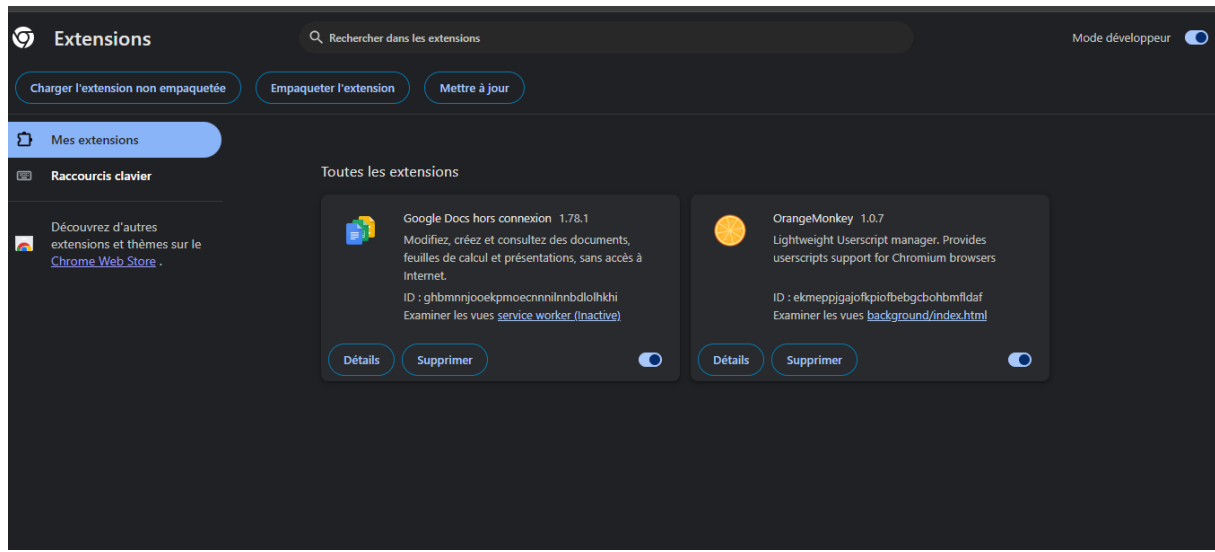 Extensions
Rechercher dans les extensions
Mode développeur
Charger l'extension non empaquetée
Empaqueter l'extension
Mettre à jour
Mes extensions
Raccourcis clavier
Découvrez d'autres
extensions et thèmes sur le
Chrome Web Store .
Toutes les extensions
Google Docs hors connexion 1.78.1
Modifiez, créez et consultez des documents,
feuilles de calcul et présentations, sans accès à
Internet.
ID : ghbmnnjooekpmoecnnnilnnbdlolhkhi
Examiner les vues service worker (Inactive)
Détails
Supprimer
OrangeMonkey 1.0.7
Lightweight Userscript manager. Provides
userscripts support for Chromium browsers
ID : ekmeppjgajofkpiofbebgcbohbmfldaf
Examiner les vues background/index.html
Détails
Supprimer